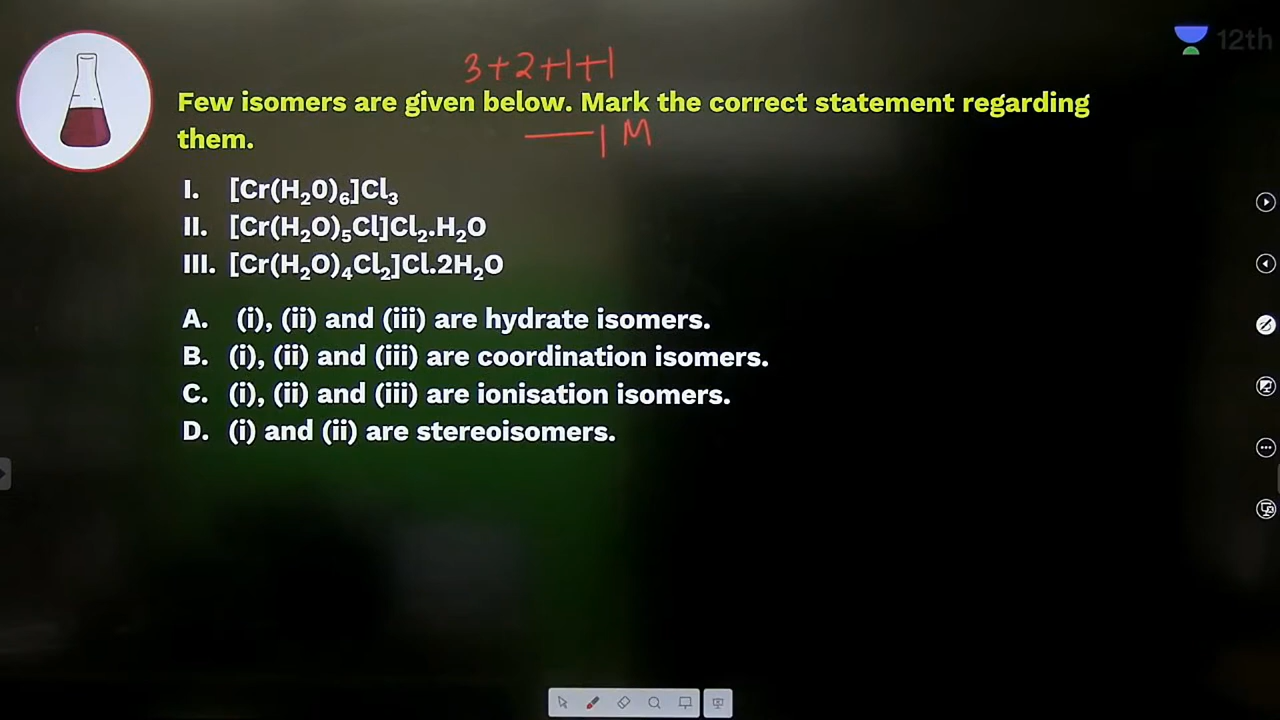 12th
3+2+1+1
Few isomers are given below. Mark the correct statement regarding
them.
1 M
I. [Cr(H₂0)₆]Cl₃
II. [Cr(H₂O)₅Cl]Cl₂.H₂O
III. [Cr(H₂O)₄Cl₂]Cl.2H₂O
A. (i), (ii) and (iii) are hydrate isomers.
B. (i), (ii) and (iii) are coordination isomers.
C. (i), (ii) and (iii) are ionisation isomers.
D. (i) and (ii) are stereoisomers.